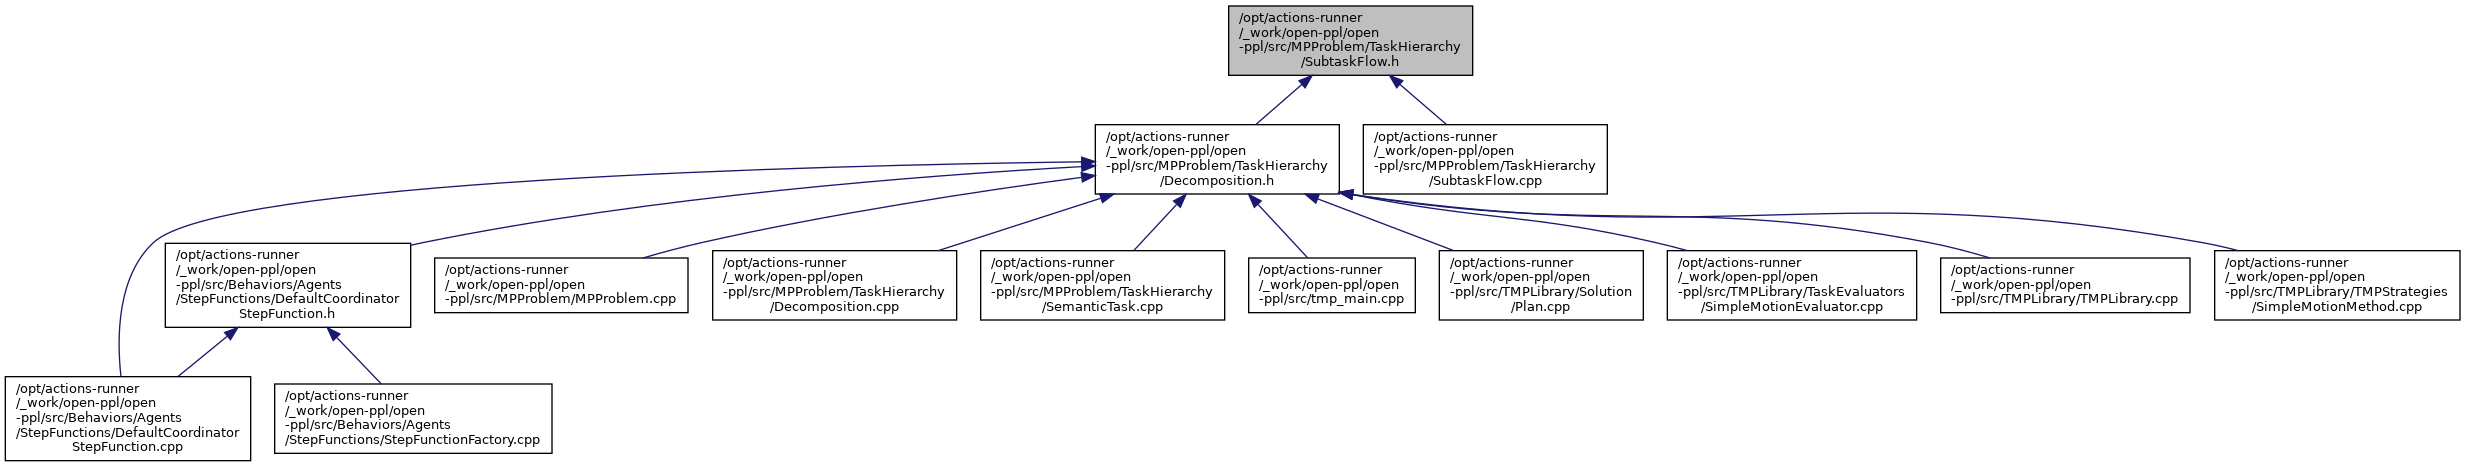 /opt/actions-runner
/_work/open-ppl/open
-ppl/src/MPProblem/TaskHierarchy
/SubtaskFlow.h
/opt/actions-runner
/_work/open-ppl/open
-ppl/src/MPProblem/TaskHierarchy
/Decomposition.h
/opt/actions-runner
/_work/open-ppl/open
-ppl/src/MPProblem/TaskHierarchy
/SubtaskFlow.cpp
/opt/actions-runner
/_work/open-ppl/open
-ppl/src/Behaviors/Agents
/StepFunctions/DefaultCoordinator
StepFunction.h
/opt/actions-runner
/_work/open-ppl/open
-ppl/src/MPProblem/MPProblem.cpp
/opt/actions-runner
/_work/open-ppl/open
-ppl/src/MPProblem/TaskHierarchy
/Decomposition.cpp
/opt/actions-runner
/_work/open-ppl/open
-ppl/src/MPProblem/TaskHierarchy
/SemanticTask.cpp
/opt/actions-runner
/_work/open-ppl/open
-ppl/src/tmp_main.cpp
/opt/actions-runner
/_work/open-ppl/open
-ppl/src/TMPLibrary/Solution
/Plan.cpp
/opt/actions-runner
/_work/open-ppl/open
-ppl/src/TMPLibrary/TaskEvaluators
/SimpleMotionEvaluator.cpp
/opt/actions-runner
/_work/open-ppl/open
-ppl/src/TMPLibrary/TMPLibrary.cpp
/opt/actions-runner
/_work/open-ppl/open
-ppl/src/TMPLibrary/TMPStrategies
/SimpleMotionMethod.cpp
/opt/actions-runner
/_work/open-ppl/open
-ppl/src/Behaviors/Agents
/StepFunctions/DefaultCoordinator
StepFunction.cpp
/opt/actions-runner
/_work/open-ppl/open
-ppl/src/Behaviors/Agents
/StepFunctions/StepFunctionFactory.cpp